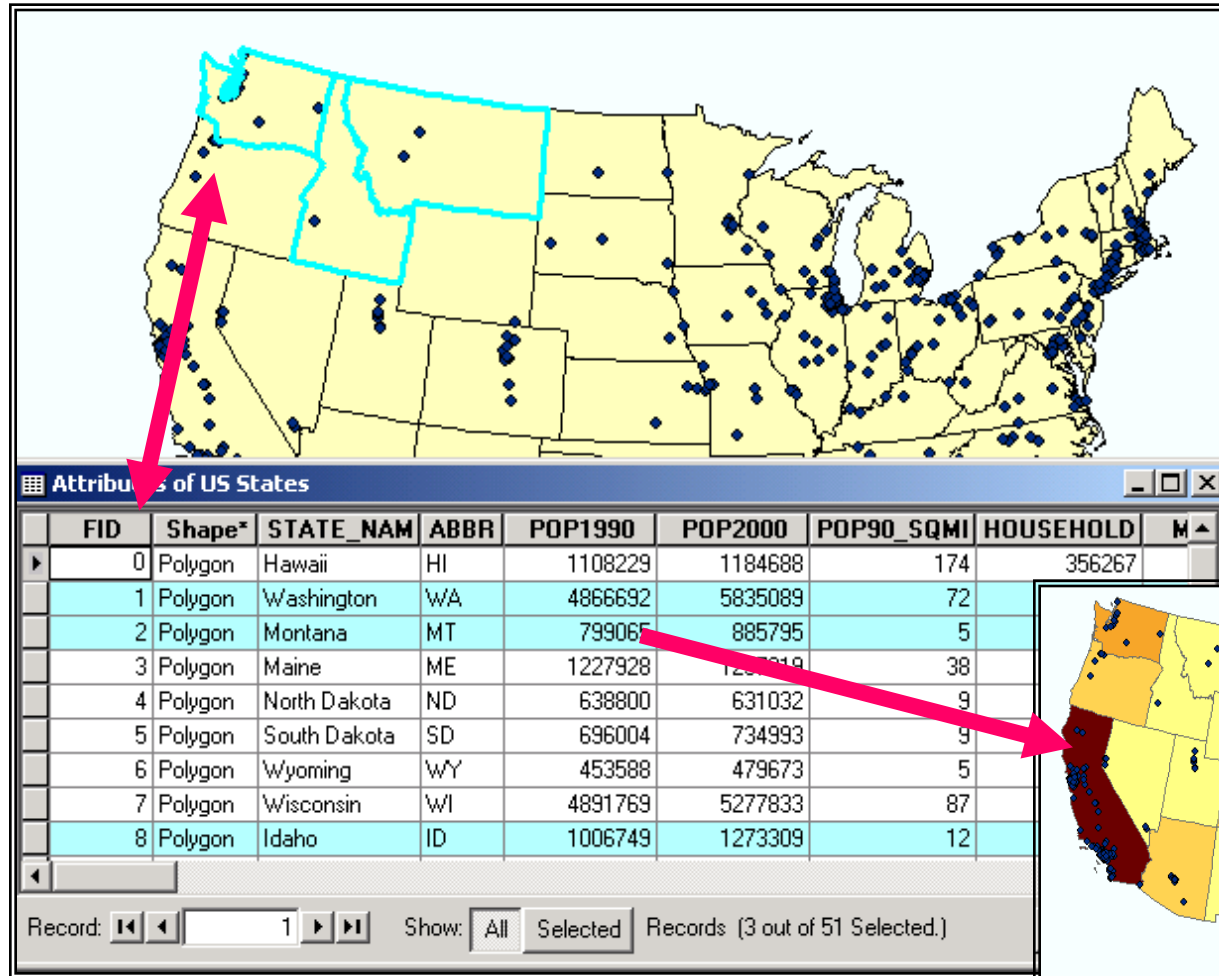 Attributes of US States
FID Shape* STATE_NAM ABBR POP1990 POP2000 POP90_SQMI HOUSEHOLD M
0 Polygon Hawaii HI 1108229 1184688 174 356267
1 Polygon Washington WA 4866692 5835089 72
2 Polygon Montana MT 799065 885795 5
3 Polygon Maine ME 1227928 38
4 Polygon North Dakota ND 638800 631032 9
5 Polygon South Dakota SD 696004 734993 9
6 Polygon Wyoming WY 453588 479673 5
7 Polygon Wisconsin WI 4891769 5277833 87
8 Polygon Idaho ID 1006749 1273309 12
Record: 1 Show: All Selected Records (3 out of 51 Selected.)